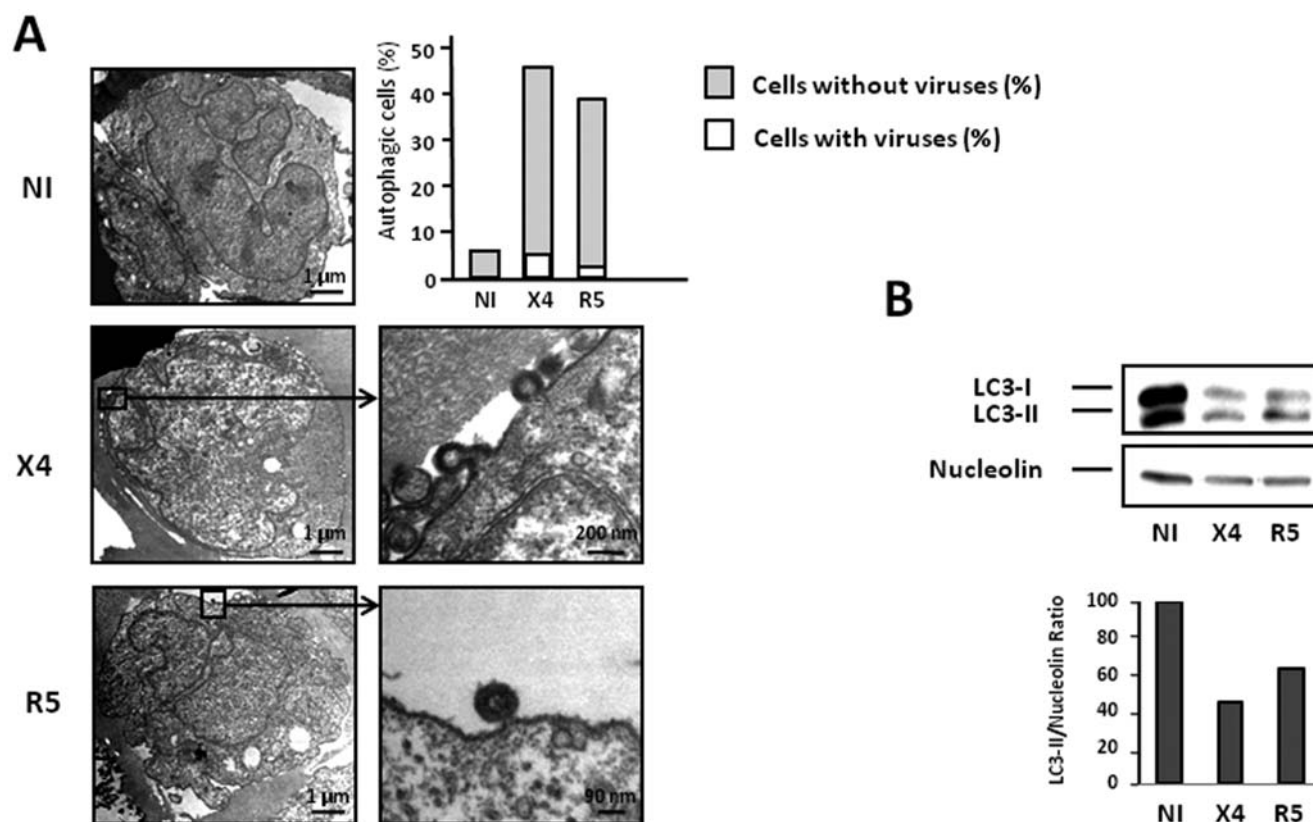 A
NI
1 µm
Autophagic cells (%)
50
40
30
20
10
0
NI X4 R5
Cells without viruses (%)
Cells with viruses (%)
X4
1 µm
200 nm
R5
1 µm
90 nm
B
LC3-I
LC3-II
Nucleolin
NI X4 R5
LC3-II/Nucleolin Ratio
100
80
60
40
20
0
NI X4 R5